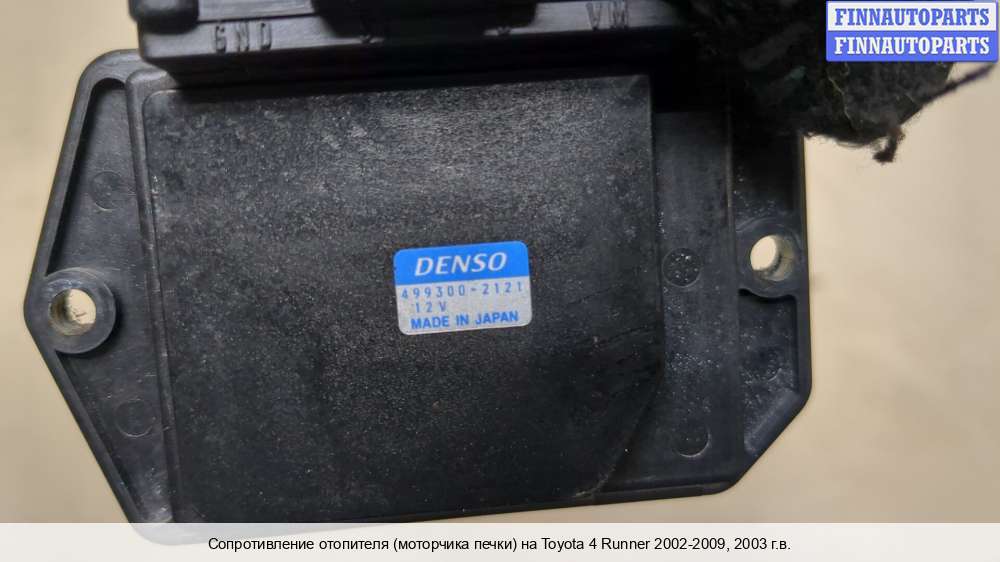 FINNAUTOPARTS
FINNAUTOPARTS
GND VM
DENSO
499300-2121
12V
MADE IN JAPAN
Сопротивление отопителя (моторчика печки) на Toyota 4 Runner 2002-2009, 2003 г.в.